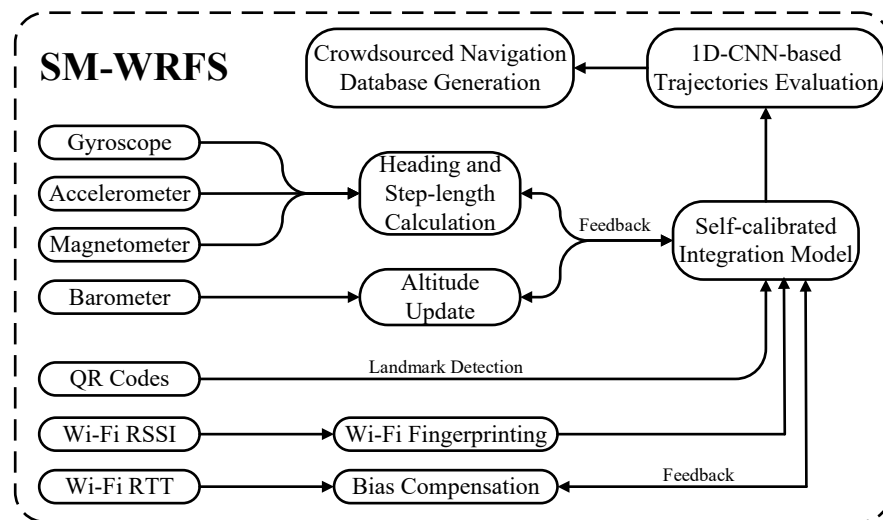 SM-WRFS
Crowdsourced Navigation
Database Generation
1D-CNN-based
Trajectories Evaluation
Gyroscope
Accelerometer
Magnetometer
Heading and
Step-length
Calculation
Feedback
Self-calibrated
Integration Model
Barometer
Altitude
Update
QR Codes
Landmark Detection
Wi-Fi RSSI
Wi-Fi Fingerprinting
Wi-Fi RTT
Bias Compensation
Feedback